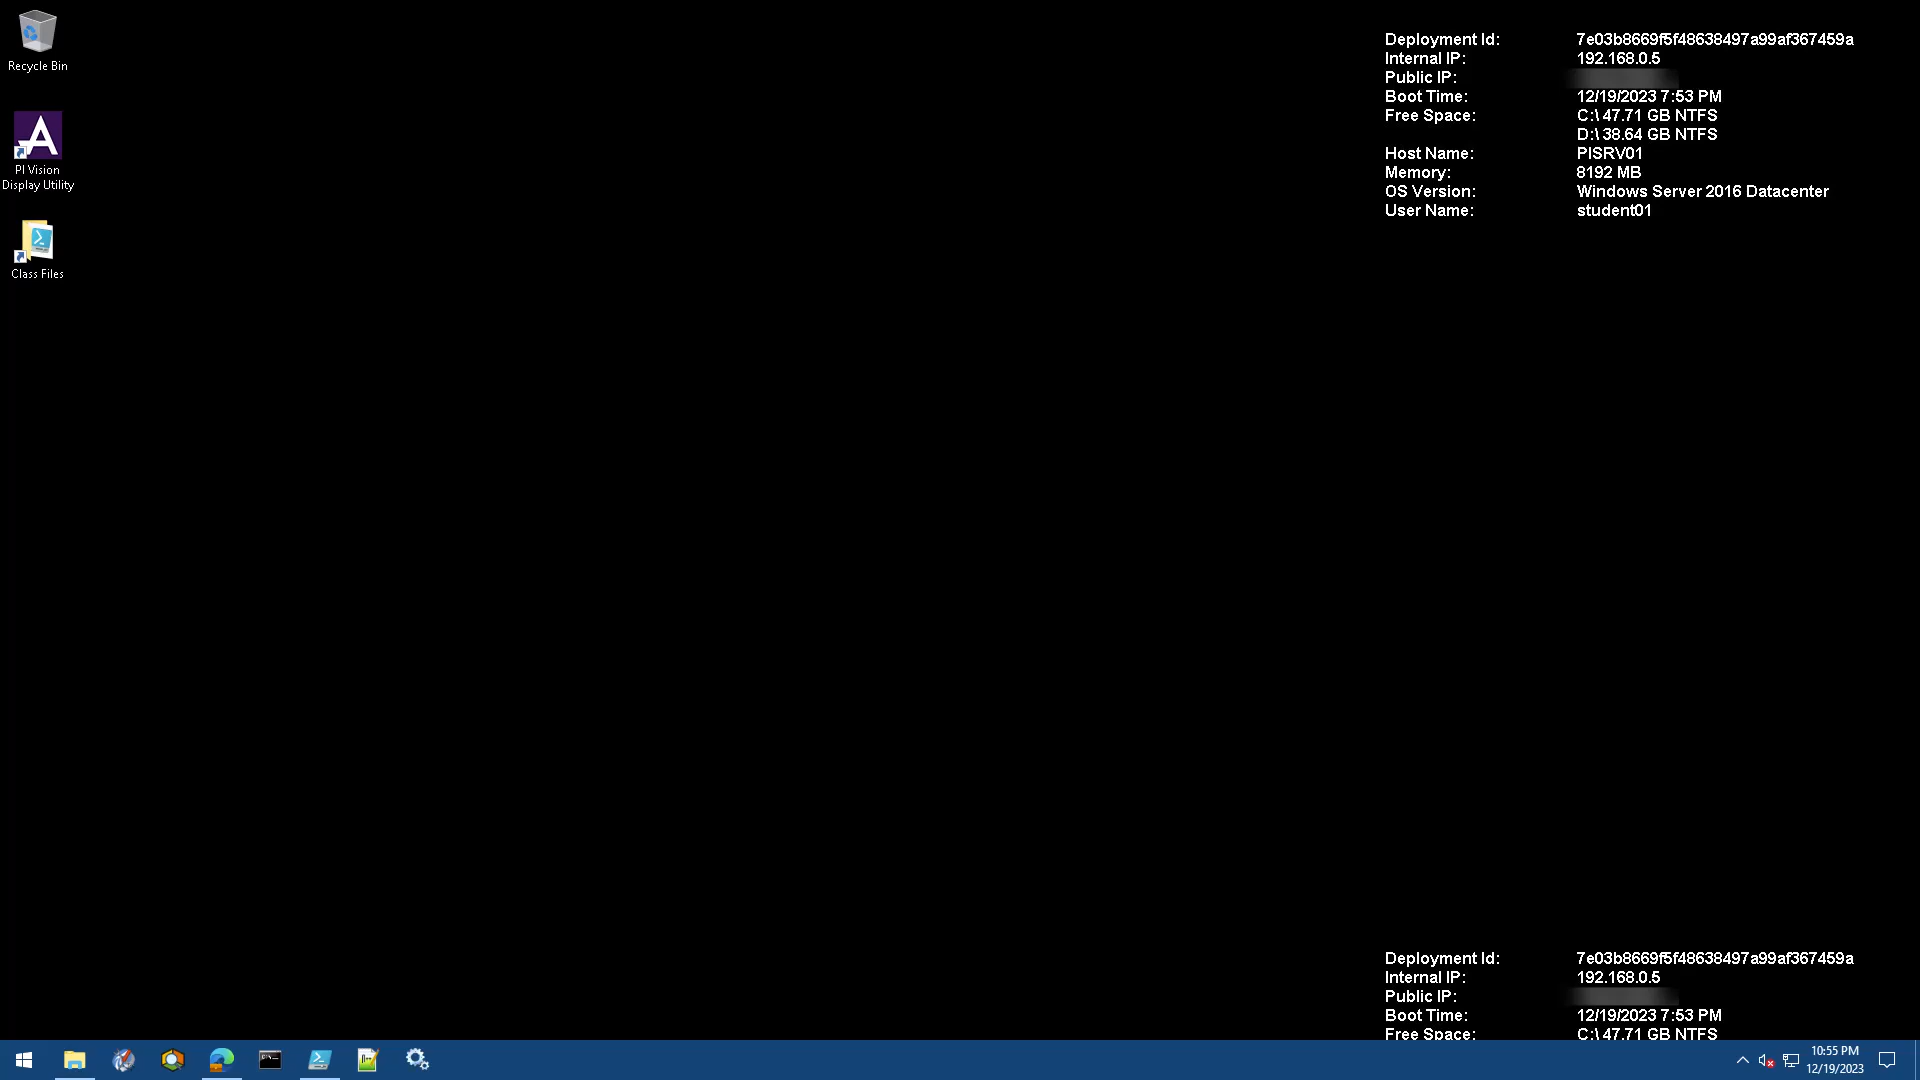 Recycle Bin
PI Vision
Display Utility
Class Files
Deployment Id: 7e03b8669f5f48638497a99af367459a
Internal IP: 192.168.0.5
Public IP:
Boot Time: 12/19/2023 7:53 PM
Free Space: C:\ 47.71 GB NTFS
D:\ 38.64 GB NTFS
Host Name: PISRV01
Memory: 8192 MB
OS Version: Windows Server 2016 Datacenter
User Name: student01
Deployment Id: 7e03b8669f5f48638497a99af367459a
Internal IP: 192.168.0.5
Public IP:
Boot Time: 12/19/2023 7:53 PM
Free Space: C:\ 47.71 GB NTFS
10:55 PM
12/19/2023